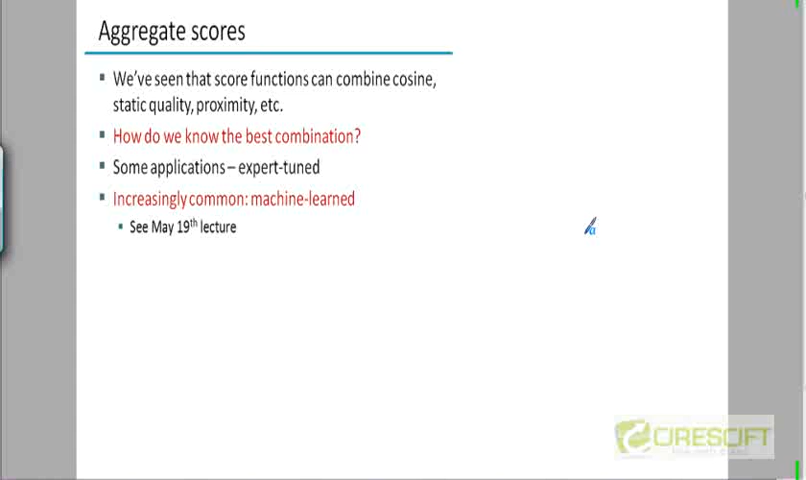 Aggregate scores
▪ We've seen that score functions can combine cosine,
static quality, proximity, etc.
▪ How do we know the best combination?
▪ Some applications – expert-tuned
▪ Increasingly common: machine-learned
▪ See May 19th lecture